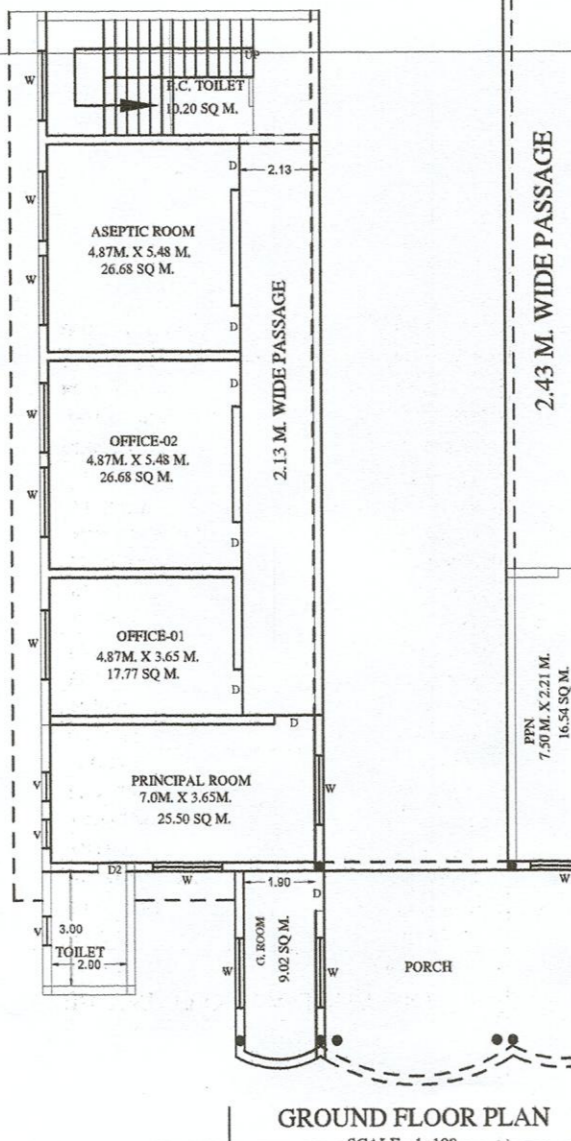 UP
P.C. TOILET
10.20 SQ M.
W
D
2.13
W
ASEPTIC ROOM
4.87M. X 5.48 M.
26.68 SQ M.
W
D
2.13 M. WIDE PASSAGE
2.43 M. WIDE PASSAGE
D
W
OFFICE-02
4.87M. X 5.48 M.
26.68 SQ M.
W
D
OFFICE-01
4.87M. X 3.65 M.
17.77 SQ M.
W
D
PPN
7.50 M. X 2.21 M.
16.54 SQ M.
D
PRINCIPAL ROOM
7.0M. X 3.65M.
25.50 SQ M.
V
V
W
D2
W
W
1.90
D
V
3.00
TOILET
2.00
G. ROOM
9.02 SQ M.
W
W
PORCH
GROUND FLOOR PLAN